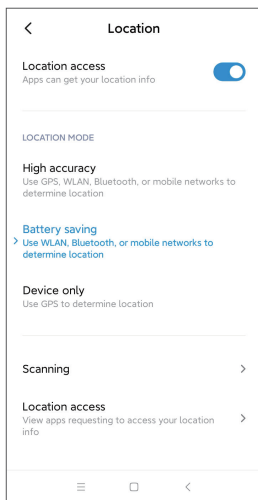 Location
Location access
Apps can get your location info
LOCATION MODE
High accuracy
Use GPS, WLAN, Bluetooth, or mobile networks to
determine location
Battery saving
Use WLAN, Bluetooth, or mobile networks to
determine location
Device only
Use GPS to determine location
Scanning
Location access
View apps requesting to access your location
info